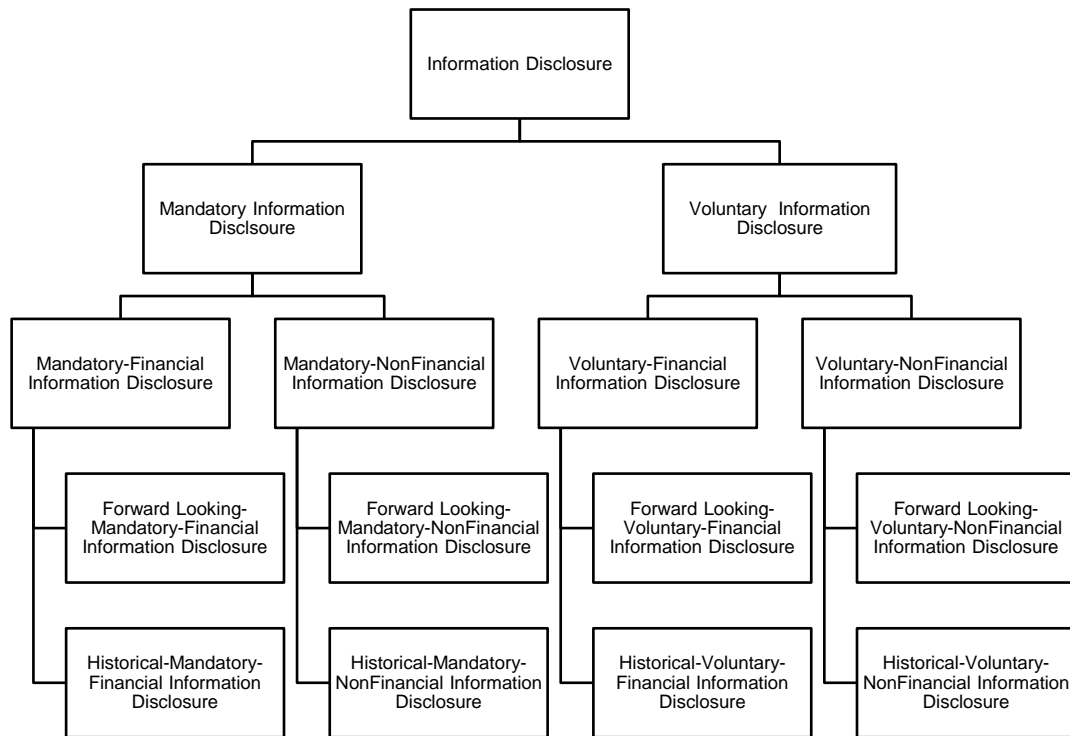 Information Disclosure
Mandatory Information
Disclsoure
Voluntary Information
Disclosure
Mandatory-Financial
Information Disclosure
Mandatory-NonFinancial
Information Disclosure
Voluntary-Financial
Information Disclosure
Voluntary-NonFinancial
Information Disclosure
Forward Looking-
Mandatory-Financial
Information Disclosure
Forward Looking-
Mandatory-NonFinancial
Information Disclosure
Forward Looking-
Voluntary-Financial
Information Disclosure
Forward Looking-
Voluntary-NonFinancial
Information Disclosure
Historical-Mandatory-
Financial Information
Disclosure
Historical-Mandatory-
NonFinancial Information
Disclosure
Historical-Voluntary-
Financial Information
Disclosure
Historical-Voluntary-
NonFinancial Information
Disclosure